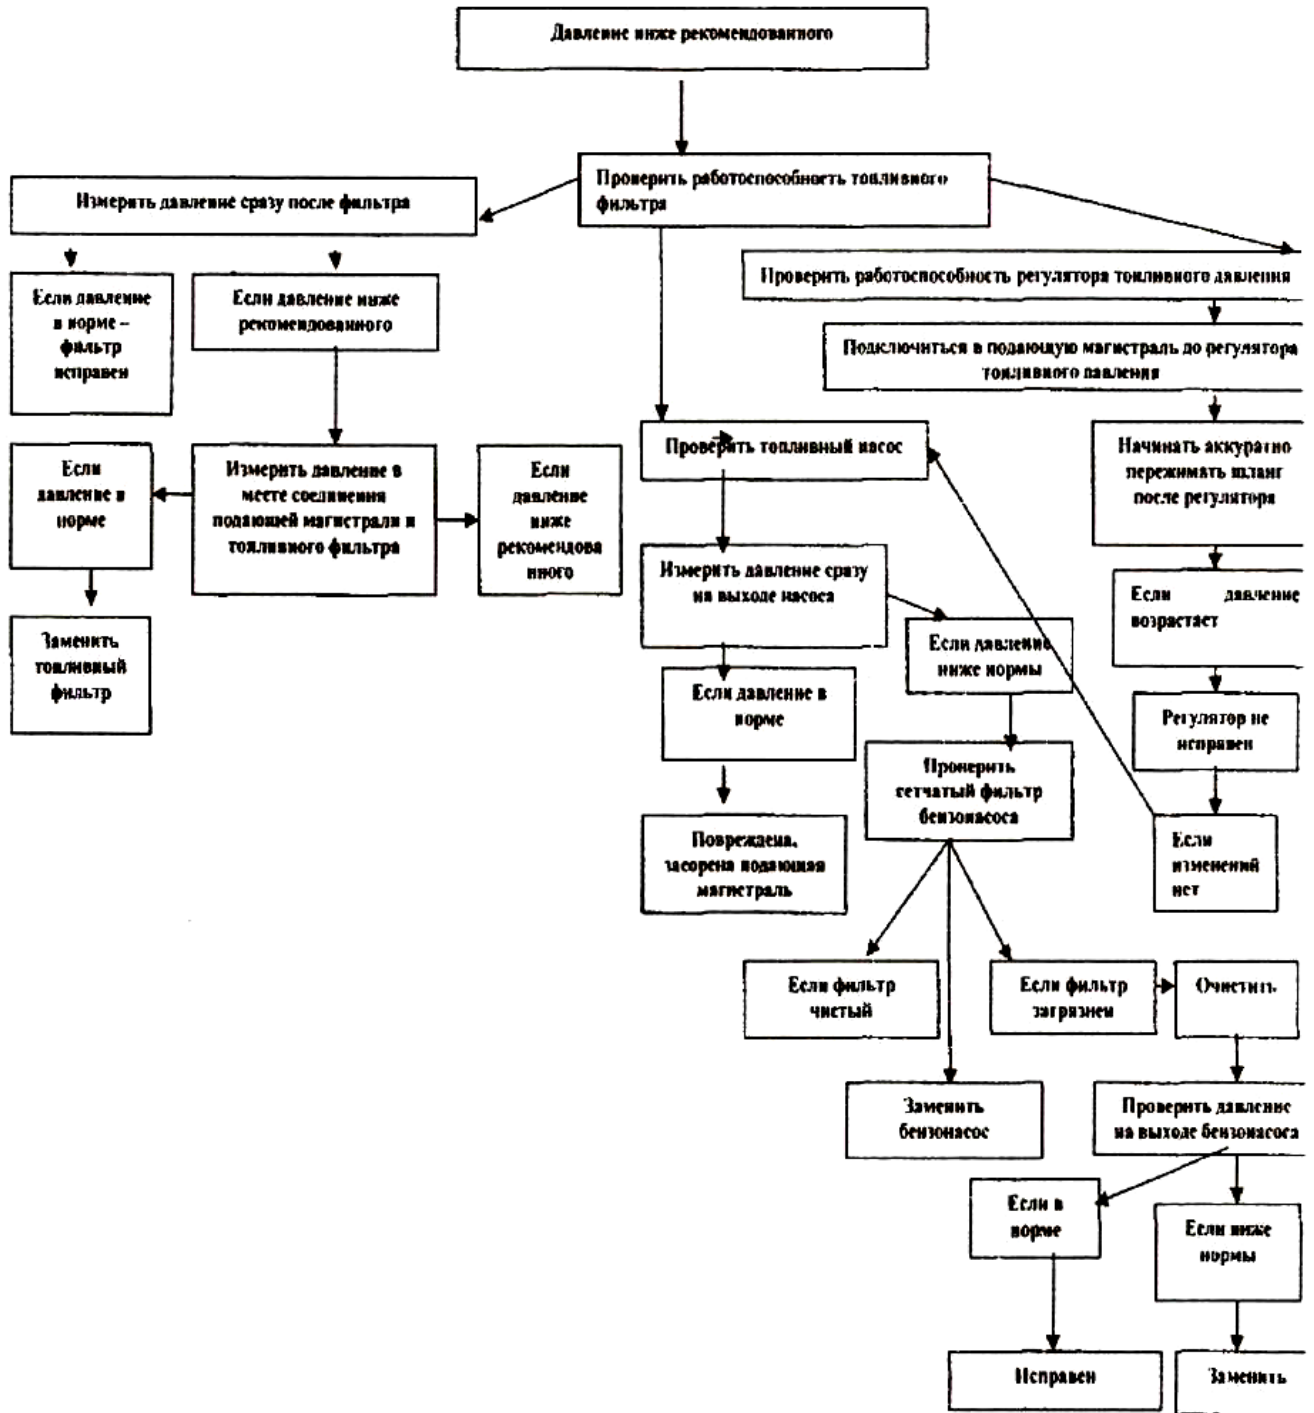 Давление ниже рекомендованного
Проверить работоспособность топливного
фильтра
Измерить давление сразу после фильтра
Если давление
в норме –
фильтр
исправен
Если давление ниже
рекомендованного
Проверить работоспособность регулятора топливного давления
Подключиться в подающую магистраль до регулятора
топливного давления
Если
давление в
норме
Измерить давление в
месте соединения
подающей магистрали и
топливного фильтра
Если
давление
ниже
рекомендова
нного
Проверить топливный насос
Начинать аккуратно
пережимать шланг
после регулятора
Заменить
топливный
фильтр
Измерить давление сразу
на выходе насоса
Если давление
ниже нормы
Если давление
возрастает
Если давление в
норме
Регулятор не
исправен
Проверить
сетчатый фильтр
бензонасоса
Повреждена,
засорена подающая
магистраль
Если
изменений
нет
Если фильтр
чистый
Если фильтр
загрязнен
Очистить
Заменить
бензонасос
Проверить давление
на выходе бензонасоса
Если в
норме
Если ниже
нормы
Исправен
Заменить